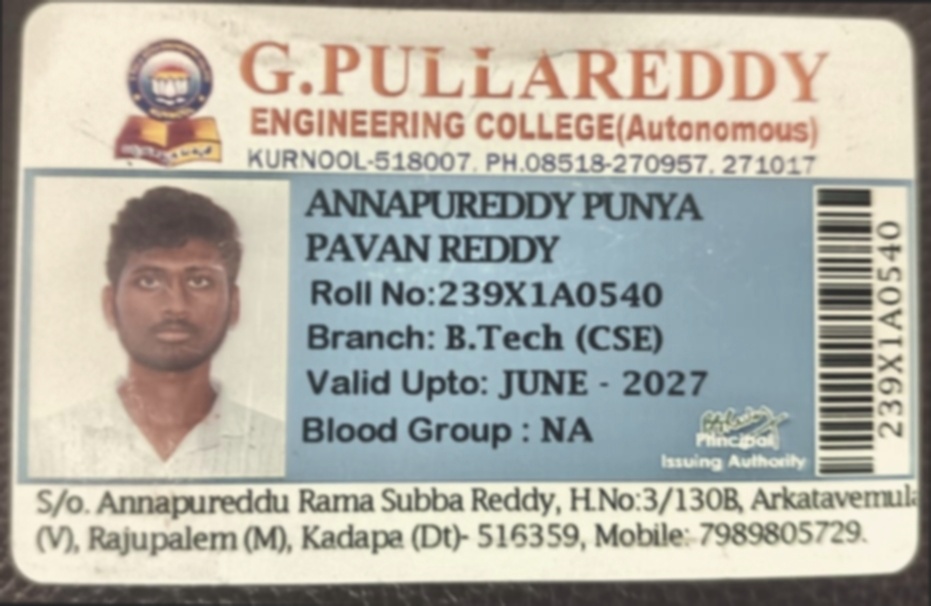 G.PULLAREDDY
ENGINEERING COLLEGE(Autonomous)
KURNOOL-518007. PH.08518-270957. 271017
ANNAPUREDDY PUNYA
PAVAN REDDY
Roll No:239X1A0540
Branch: B.Tech (CSE)
Valid Upto: JUNE - 2027
Blood Group : NA
Principal
Issuing Authority
239X1A0540
S/o. Annapureddu Rama Subba Reddy, H.No:3/130B, Arkatavemula
(V), Rajupalem (M), Kadapa (Dt)- 516359, Mobile: 7989805729.